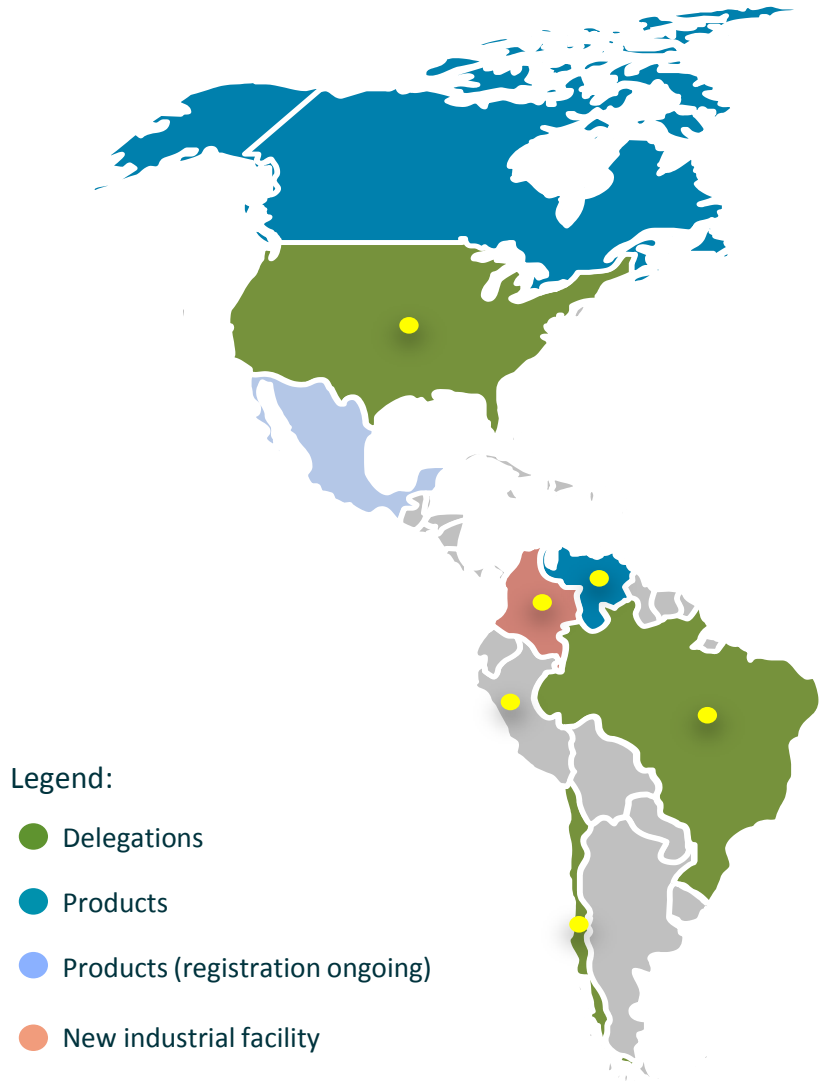 Legend:
Delegations
Products
Products (registration ongoing)
New industrial facility